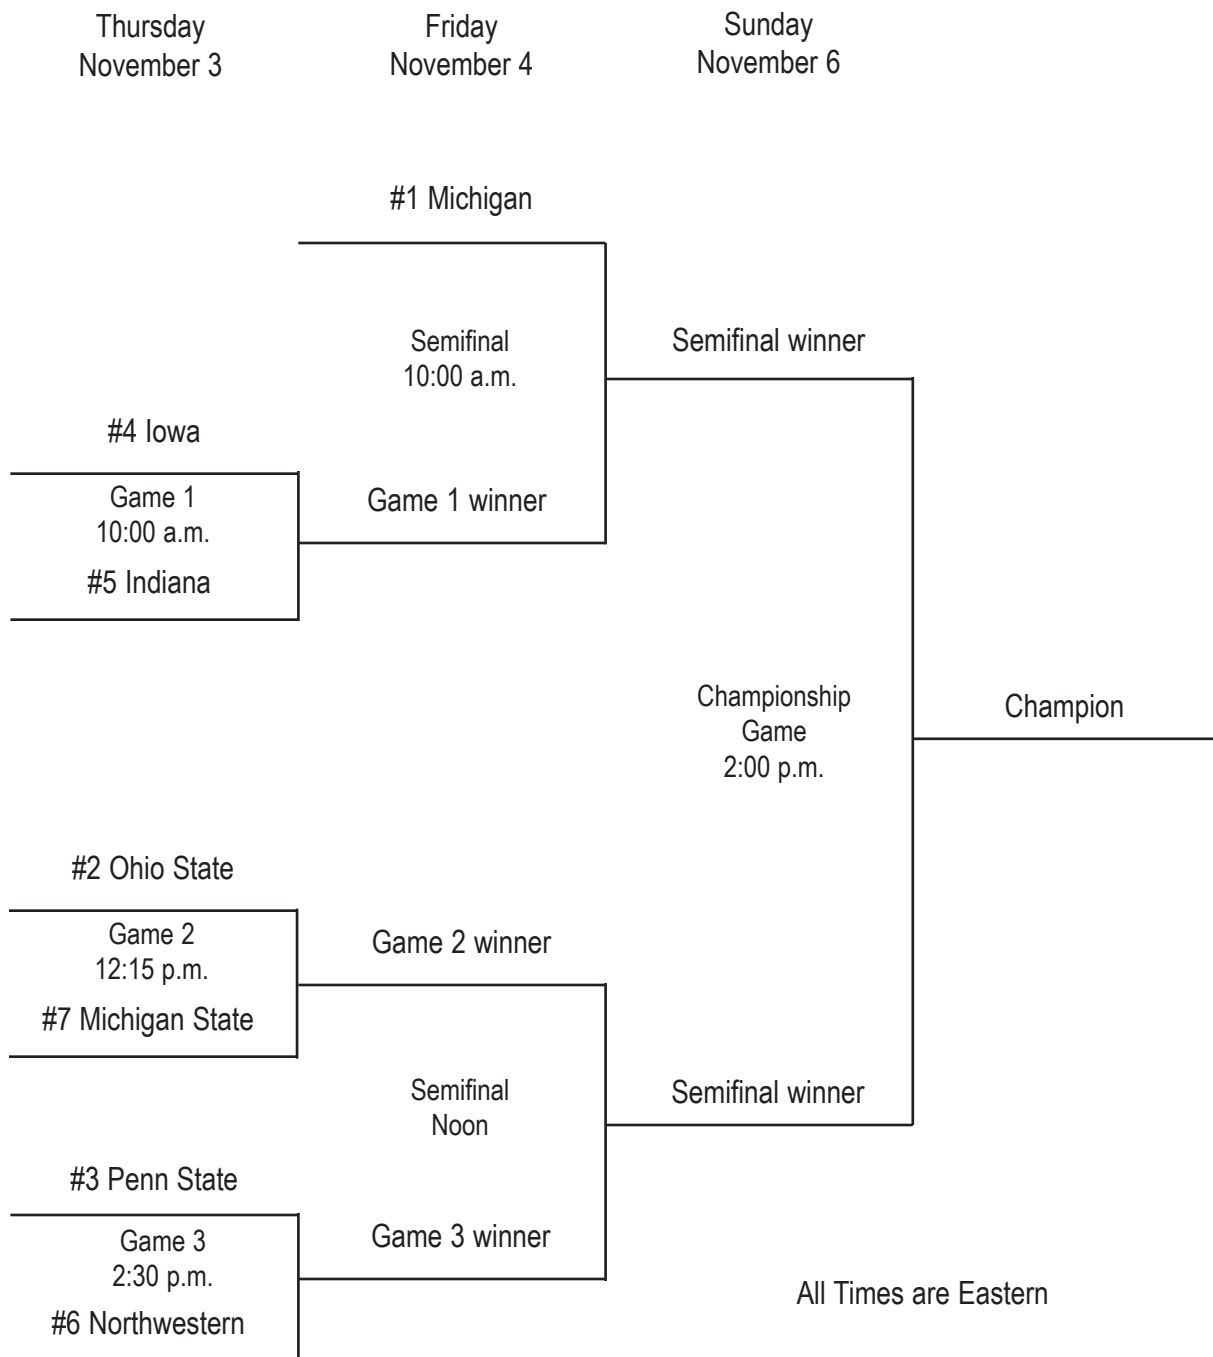 Thursday
November 3
Friday
November 4
Sunday
November 6
#1 Michigan
Semifinal
10:00 a.m.
Semifinal winner
#4 Iowa
Game 1
10:00 a.m.
Game 1 winner
#5 Indiana
Championship
Game
2:00 p.m.
Champion
#2 Ohio State
Game 2
12:15 p.m.
Game 2 winner
#7 Michigan State
Semifinal
Noon
Semifinal winner
#3 Penn State
Game 3
2:30 p.m.
Game 3 winner
#6 Northwestern
All Times are Eastern